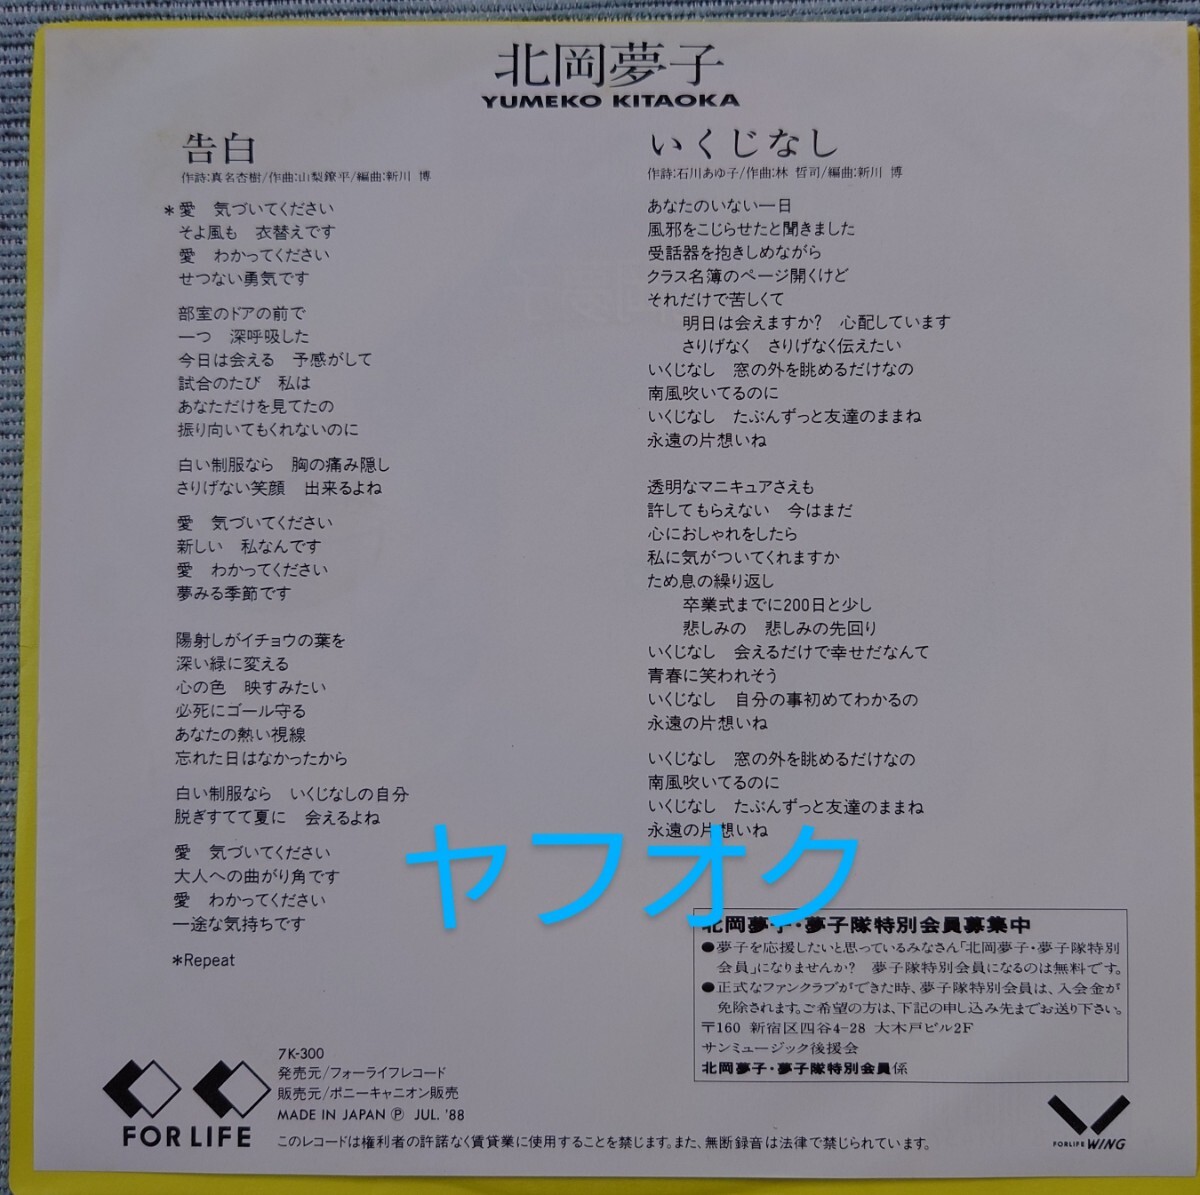 北岡夢子
YUMEKO KITAOKA
告白
作詩:真名杏樹/作曲:山梨鐐平/編曲:新川 博
*愛 気づいてください
そよ風も 衣替えです
愛 わかってください
せつない勇気です
部室のドアの前で
一つ 深呼吸した
今日は会える 予感がして
試合のたび 私は
あなただけを見てたの
振り向いてもくれないのに
白い制服なら 胸の痛み隠し
さりげない笑顔 出来るよね
愛 気づいてください
新しい 私なんです
愛 わかってください
夢みる季節です
陽射しがイチョウの葉を
深い緑に変える
心の色 映すみたい
必死にゴール守る
あなたの熱い視線
忘れた日はなかったから
白い制服なら いくじなしの自分
脱ぎすてて夏に 会えるよね
愛 気づいてください
大人への曲がり角です
愛 わかってください
一途な気持ちです
*Repeat
いくじなし
作詩:石川あゆ子/作曲:林 哲司/編曲:新川 博
あなたのいない一日
風邪をこじらせたと聞きました
受話器を抱きしめながら
クラス名簿のページ開くけど
それだけで苦しくて
明日は会えますか? 心配しています
さりげなく さりげなく伝えたい
いくじなし 窓の外を眺めるだけなの
南風吹いてるのに
いくじなし たぶんずっと友達のままね
永遠の片想いね
透明なマニキュアさえも
許してもらえない 今はまだ
心におしゃれをしたら
私に気がついてくれますか
ため息の繰り返し
卒業式までに200日と少し
悲しみの 悲しみの先回り
いくじなし 会えるだけで幸せだなんて
青春に笑われそう
いくじなし 自分の事初めてわかるの
永遠の片想いね
いくじなし 窓の外を眺めるだけなの
南風吹いてるのに
いくじなし たぶんずっと友達のままね
永遠の片想いね
ヤフオク
北岡夢子・夢子隊特別会員募集中
●夢子を応援したいと思っているみなさん「北岡夢子・夢子隊特別
会員」になりませんか? 夢子隊特別会員になるのは無料です。
●正式なファンクラブができた時、夢子隊特別会員は、入会金が
免除されます。ご希望の方は、下記の申し込み先までお送り下さい。
〒160 新宿区四谷4-28 大木戸ビル2F
サンミュージック後援会
北岡夢子・夢子隊特別会員係
FOR LIFE
7K-300
発売元/フォーライフレコード
販売元/ポニーキャニオン販売
MADE IN JAPAN Ⓟ JUL. '88
このレコードは権利者の許諾なく賃貸業に使用することを禁じます。また、無断録音は法律で禁じられています。
FORLIFE WING